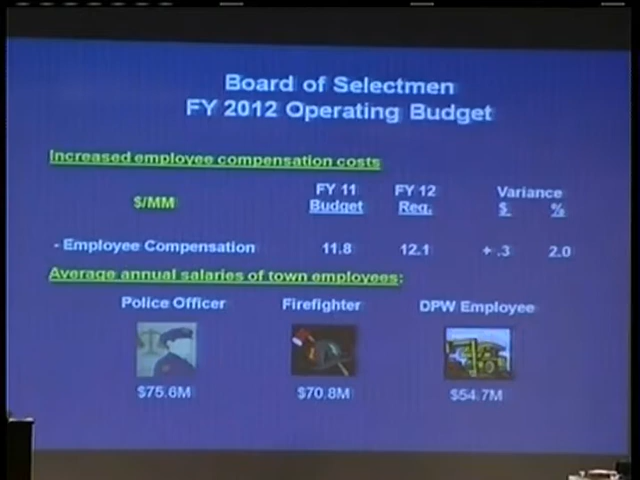 Board of Selectmen
FY 2012 Operating Budget
Increased employee compensation costs
$/MM
FY 11 Budget
FY 12 Req.
Variance
$ %
- Employee Compensation 11.8 12.1 + .3 2.0
Average annual salaries of town employees:
Police Officer Firefighter DPW Employee
$75.6M $70.8M $54.7M